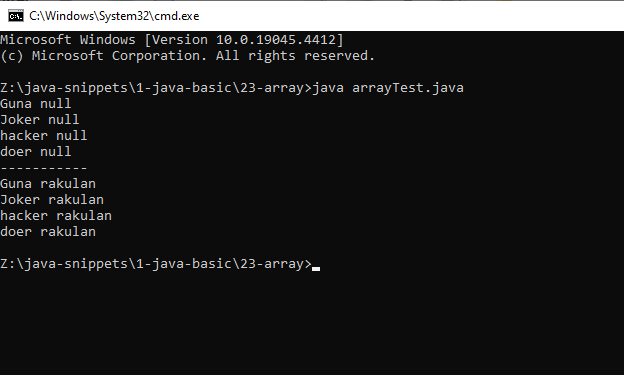 C:\Windows\System32\cmd.exe
Microsoft Windows [Version 10.0.19045.4412]
(c) Microsoft Corporation. All rights reserved.
Z:\java-snippets\1-java-basic\23-array>java arrayTest.java
Guna null
Joker null
hacker null
doer null
-----------
Guna rakulan
Joker rakulan
hacker rakulan
doer rakulan
Z:\java-snippets\1-java-basic\23-array>